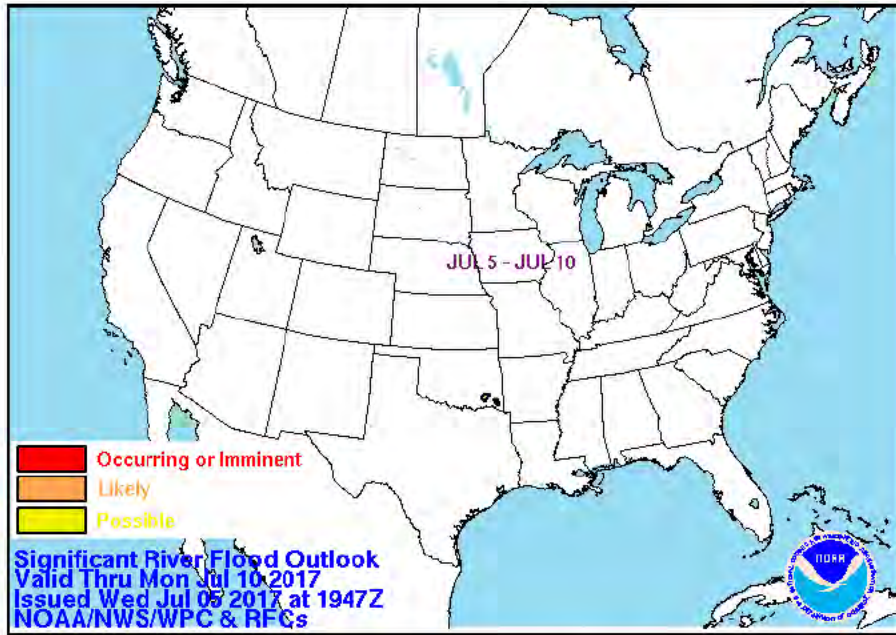 JUL 5 - JUL 10
Occurring or Imminent
Likely
Possible
Significant River Flood Outlook
Valid Thru Mon Jul 10 2017
Issued Wed Jul 05 2017 at 1947Z
NOAA/NWS/WPC & RFCs
NOAA